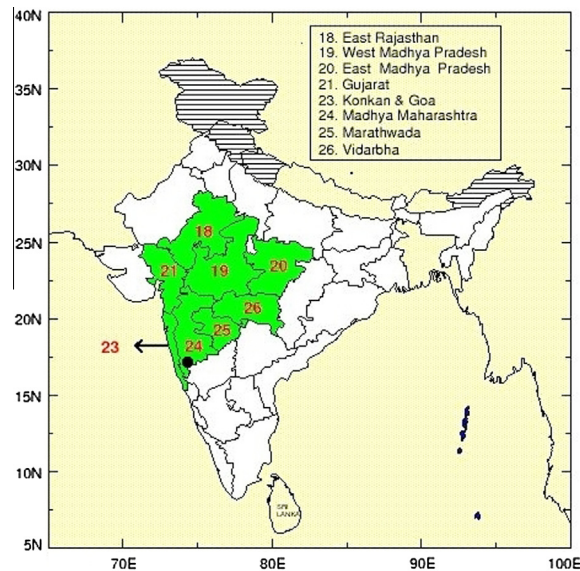 40N
35N
30N
25N
20N
15N
10N
5N
18. East Rajasthan
19. West Madhya Pradesh
20. East Madhya Pradesh
21. Gujarat
23. Konkan & Goa
24. Madhya Maharashtra
25. Marathwada
26. Vidarbha
18
21
19
20
26
25
24
23
SRI
LANKA
70E
80E
90E
100E